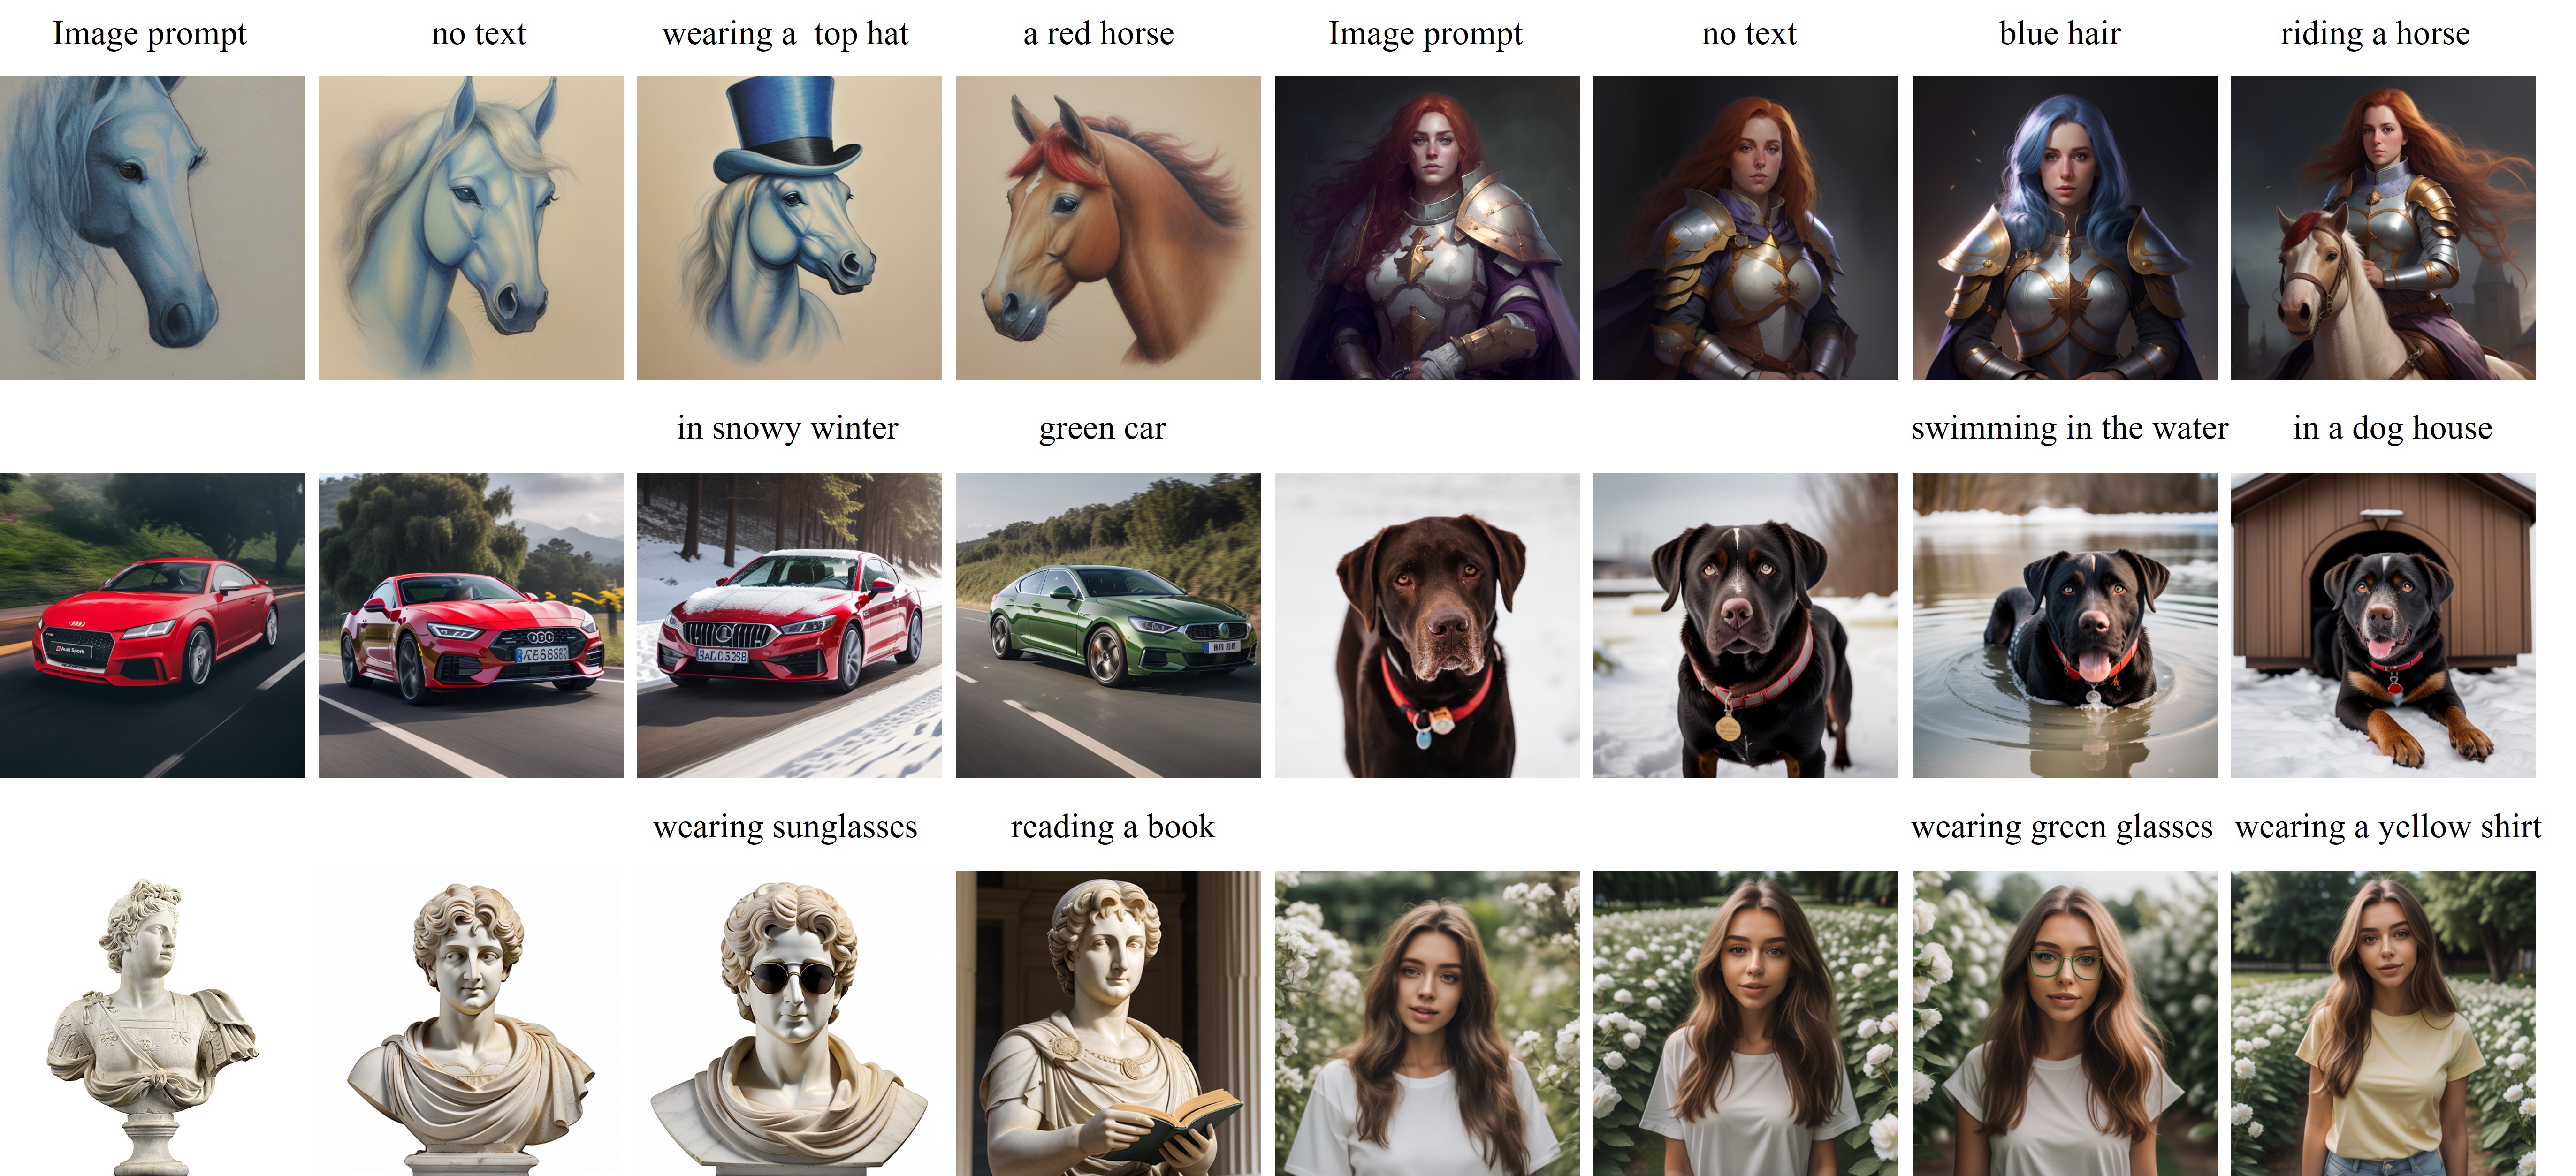 Image prompt no text wearing a  top hat a red horse Image prompt no text blue hair riding a horse
in snowy winter green car swimming in the water in a dog house
Audi Sport
wearing sunglasses reading a book wearing green glasses wearing a yellow shirt